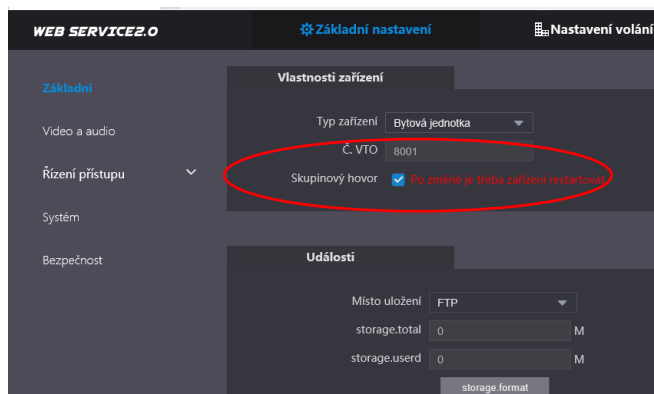 WEB SERVICE2.0
Základní nastavení
Nastavení volání
Základní
Video a audio
Řízení přístupu
Systém
Bezpečnost
Vlastnosti zařízení
Typ zařízení Bytová jednotka
Č. VTO 8001
Skupinový hovor Po změně je třeba zařízení restartovat
Události
Místo uložení FTP
storage.total 0 M
storage.userd 0 M
storage.format